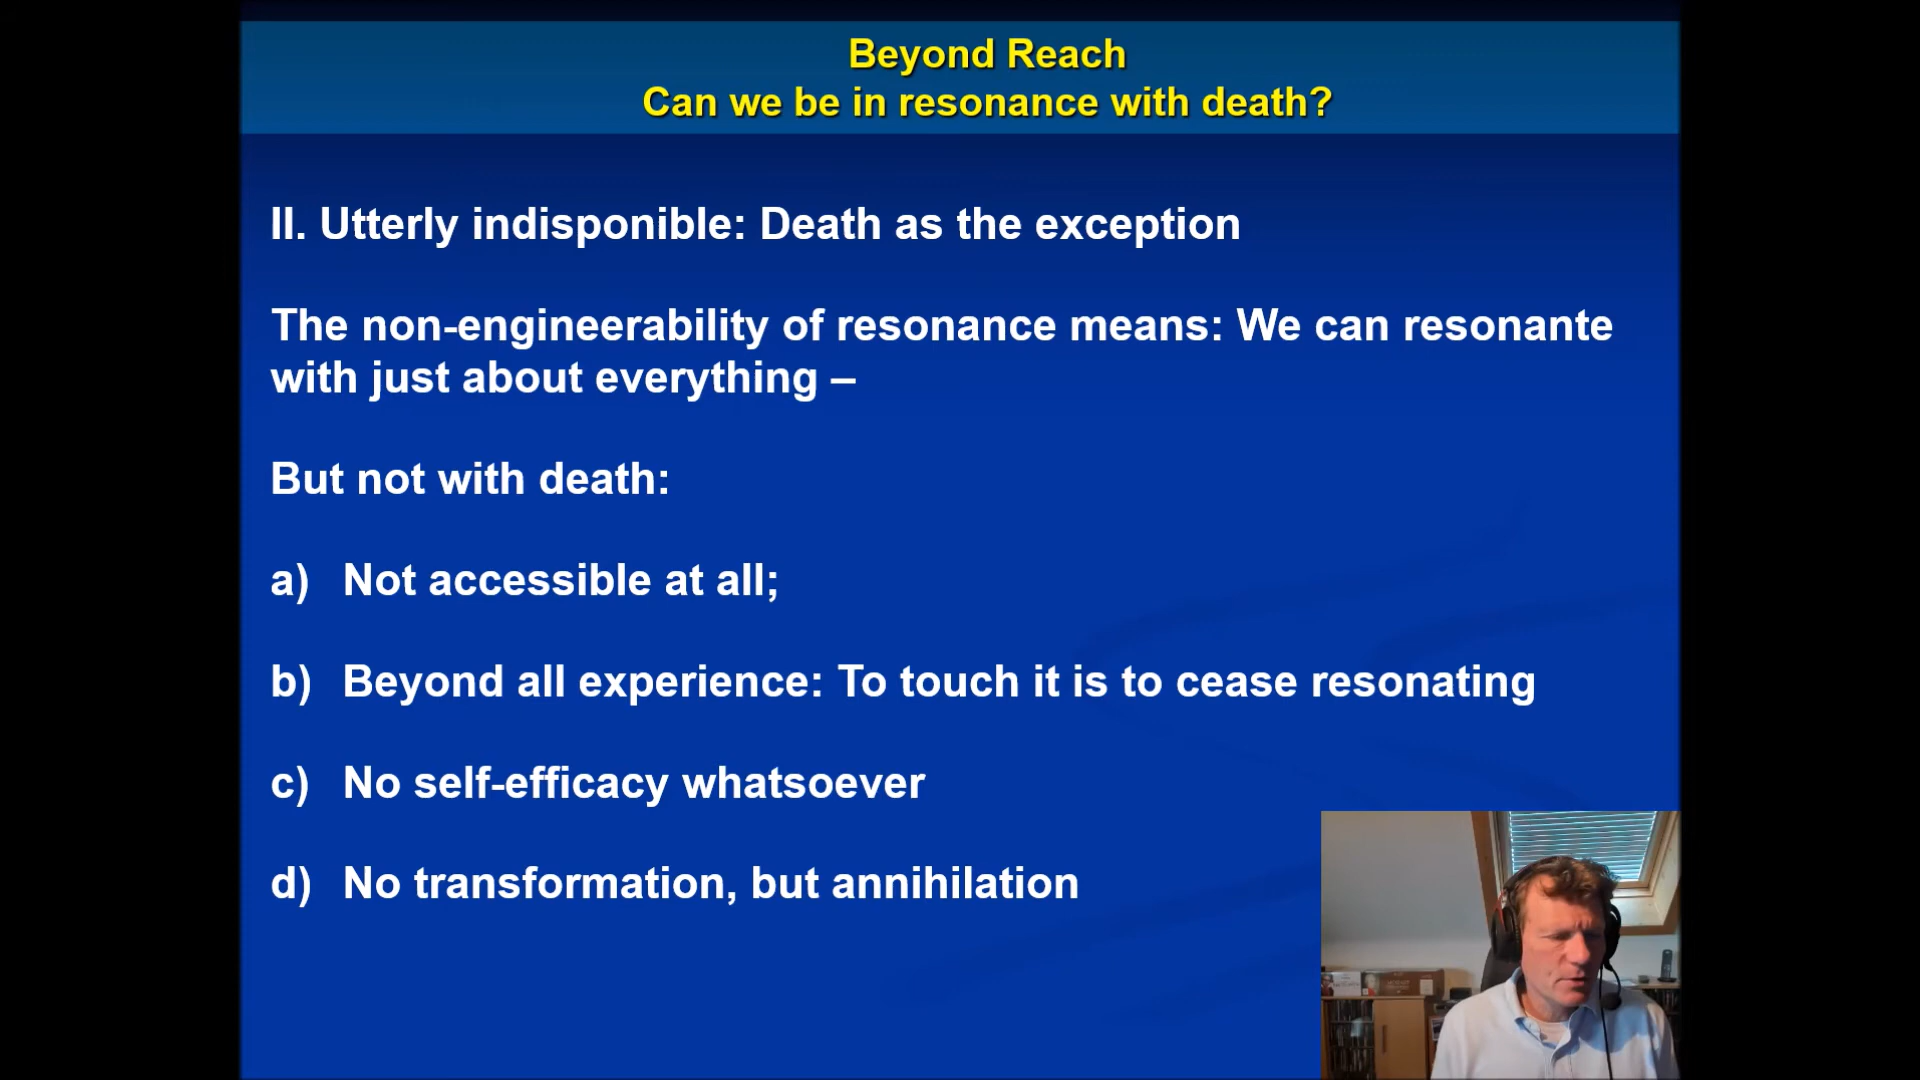 Beyond Reach
Can we be in resonance with death?
II. Utterly indisponible: Death as the exception
The non-engineerability of resonance means: We can resonante
with just about everything –
But not with death:
a) Not accessible at all;
b) Beyond all experience: To touch it is to cease resonating
c) No self-efficacy whatsoever
d) No transformation, but annihilation